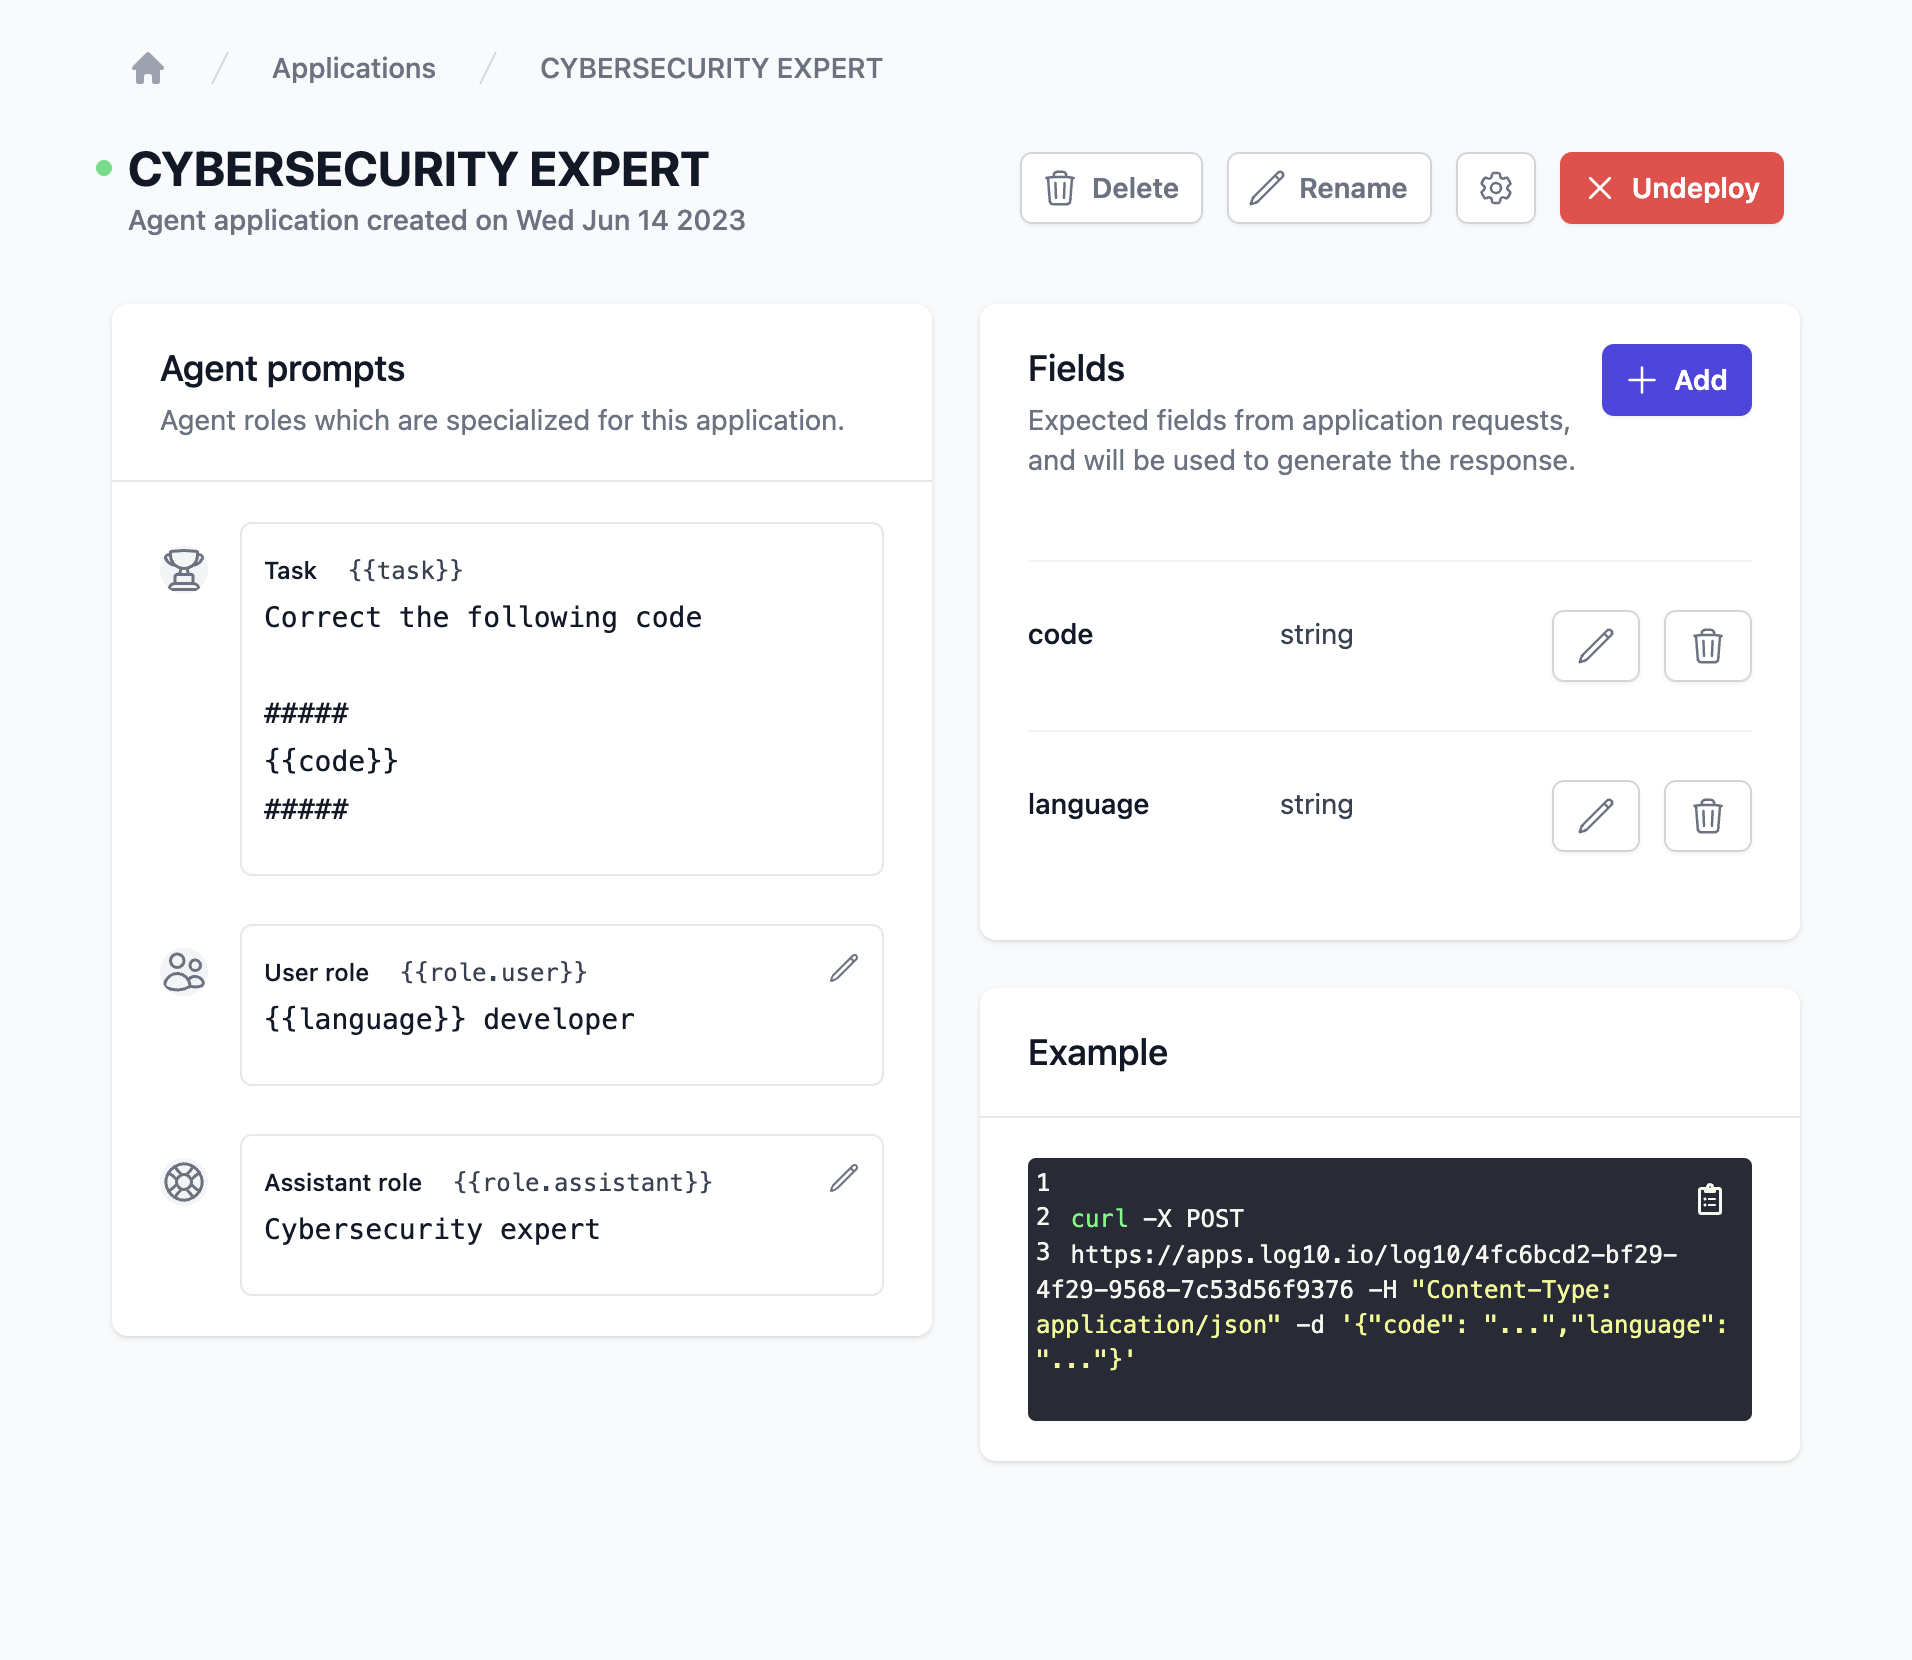 Applications
CYBERSECURITY EXPERT
CYBERSECURITY EXPERT
Agent application created on Wed Jun 14 2023
Delete
Rename
Undeploy
Agent prompts
Agent roles which are specialized for this application.
Task {{task}}
Correct the following code
#####
{{code}}
#####
User role {{role.user}}
{{language}} developer
Assistant role {{role.assistant}}
Cybersecurity expert
Fields
Add
Expected fields from application requests,
and will be used to generate the response.
code string
language string
Example
1
2 curl -X POST
3 https://apps.log10.io/log10/4fc6bcd2-bf29-
4f29-9568-7c53d56f9376 -H "Content-Type:
application/json" -d '{"code": "...","language":
"..."}'